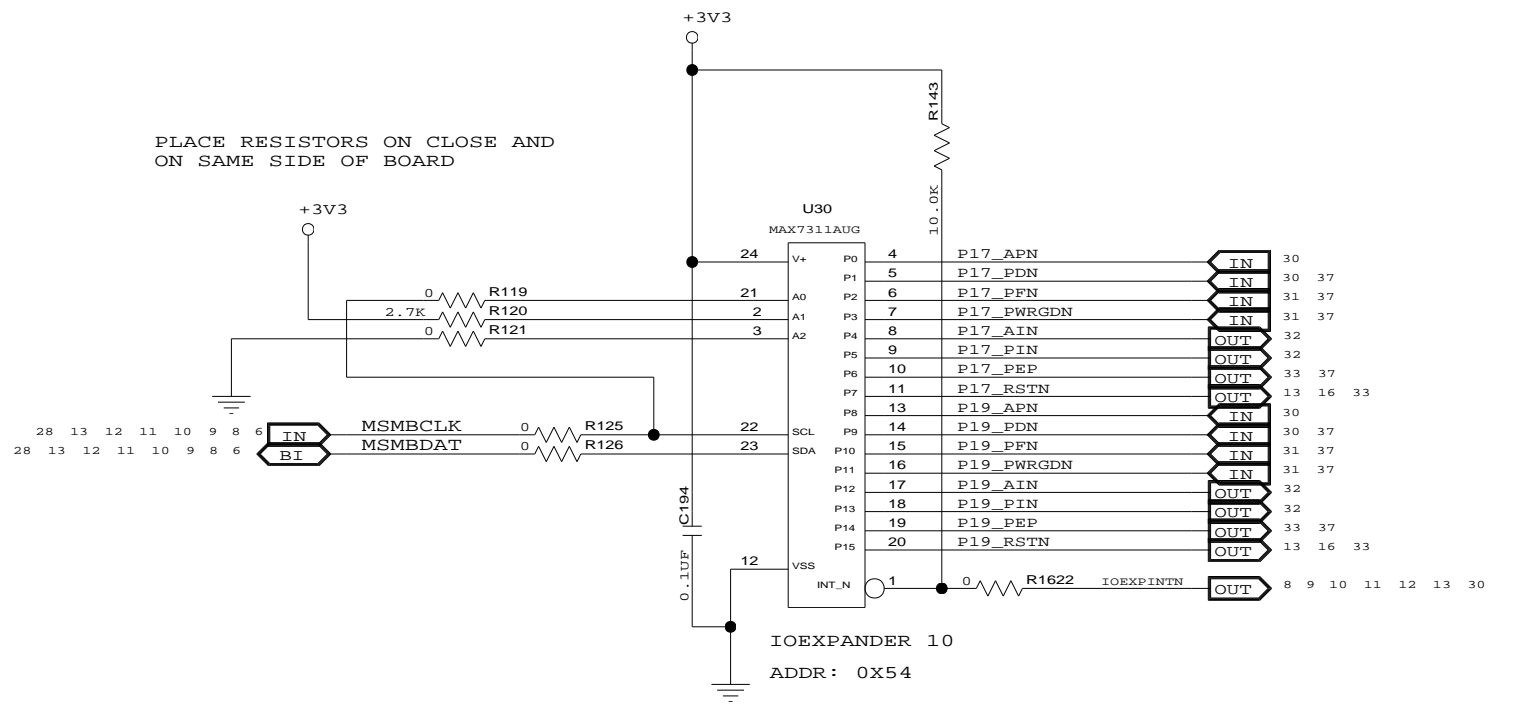 +3V3
R143
10.0K
PLACE RESISTORS ON CLOSE AND
ON SAME SIDE OF BOARD
+3V3
U30
MAX7311AUG
24 V+ P0 4 P17_APN IN 30
P1 5 P17_PDN IN 30 37
0 R119 21 A0 P2 6 P17_PFN IN 31 37
2.7K R120 2 A1 P3 7 P17_PWRGDN IN 31 37
0 R121 3 A2 P4 8 P17_AIN OUT 32
P5 9 P17_PIN OUT 32
P6 10 P17_PEP OUT 33 37
P7 11 P17_RSTN OUT 13 16 33
P8 13 P19_APN IN 30
28 13 12 11 10 9 8 6 IN MSMBCLK 0 R125 22 SCL P9 14 P19_PDN IN 30 37
28 13 12 11 10 9 8 6 BI MSMBDAT 0 R126 23 SDA P10 15 P19_PFN IN 31 37
P11 16 P19_PWRGDN IN 31 37
P12 17 P19_AIN OUT 32
P13 18 P19_PIN OUT 32
P14 19 P19_PEP OUT 33 37
P15 20 P19_RSTN OUT 13 16 33
C194
0.1UF
12 VSS
INT_N 1 0 R1622 IOEXPINTN OUT 8 9 10 11 12 13 30
IOEXPANDER 10
ADDR: 0X54